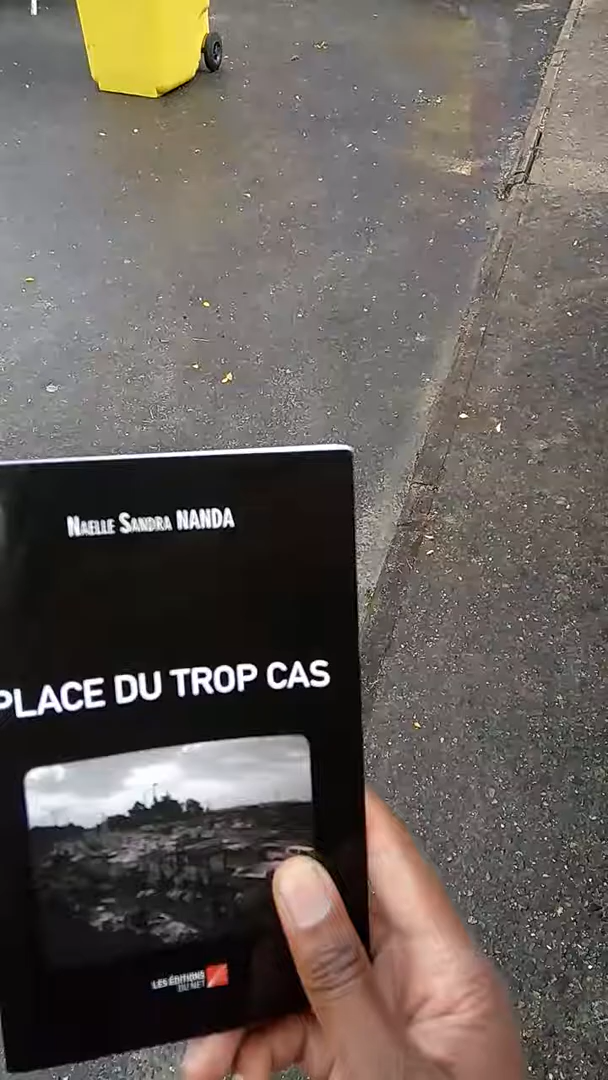 Naelle Sandra NANDA
PLACE DU TROP CAS
LES ÉDITIONS
DU NET